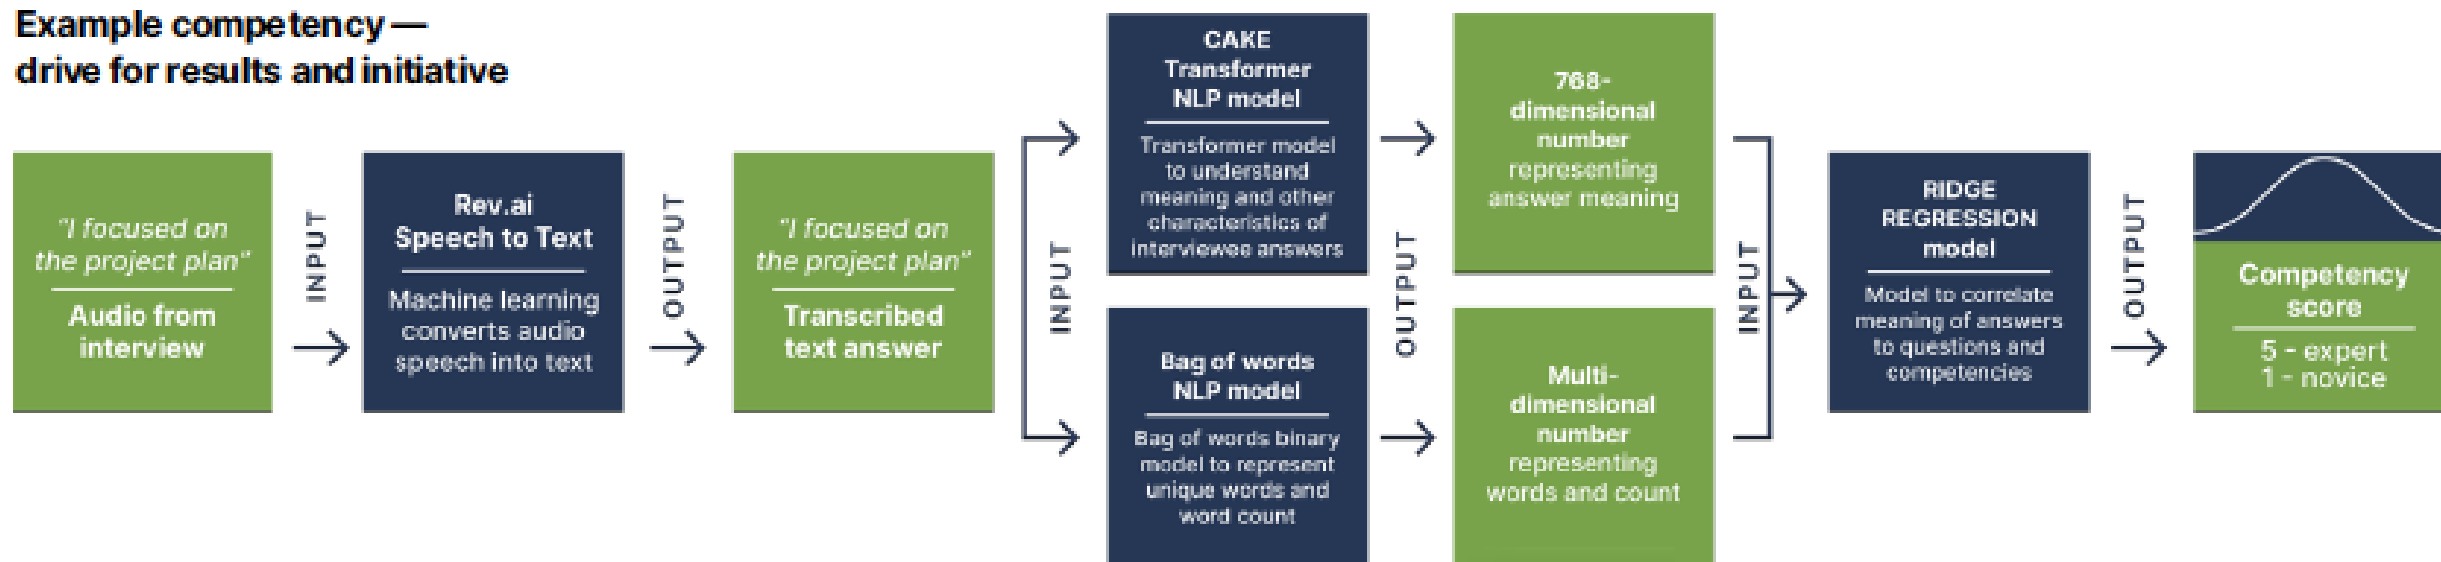 Example competency—
drive for results and initiative
"I focused on
the project plan"
Audio from
interview
INPUT
Rev.ai
Speech to Text
Machine learning
converts audio
speech into text
OUTPUT
"I focused on
the project plan"
Transcribed
text answer
INPUT
CAKE
Transformer
NLP model
Transformer model
to understand
meaning and other
characteristics of
interviewee answers
Bag of words
NLP model
Bag of words binary
model to represent
unique words and
word count
OUTPUT
768-
dimensional
number
representing
answer meaning
Multi-
dimensional
number
representing
words and count
INPUT
RIDGE
REGRESSION
model
Model to correlate
meaning of answers
to questions and
competencies
OUTPUT
Competency
score
5 - expert
1 - novice